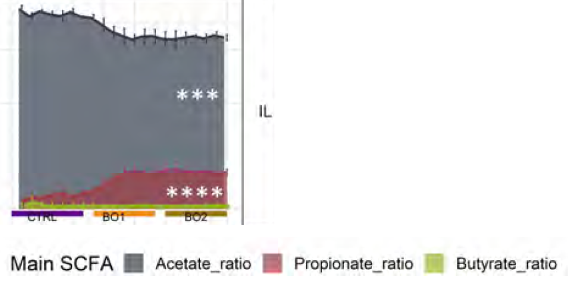 ***
IL
****
CTRL BO1 BO2
Main SCFA Acetate_ratio Propionate_ratio Butyrate_ratio